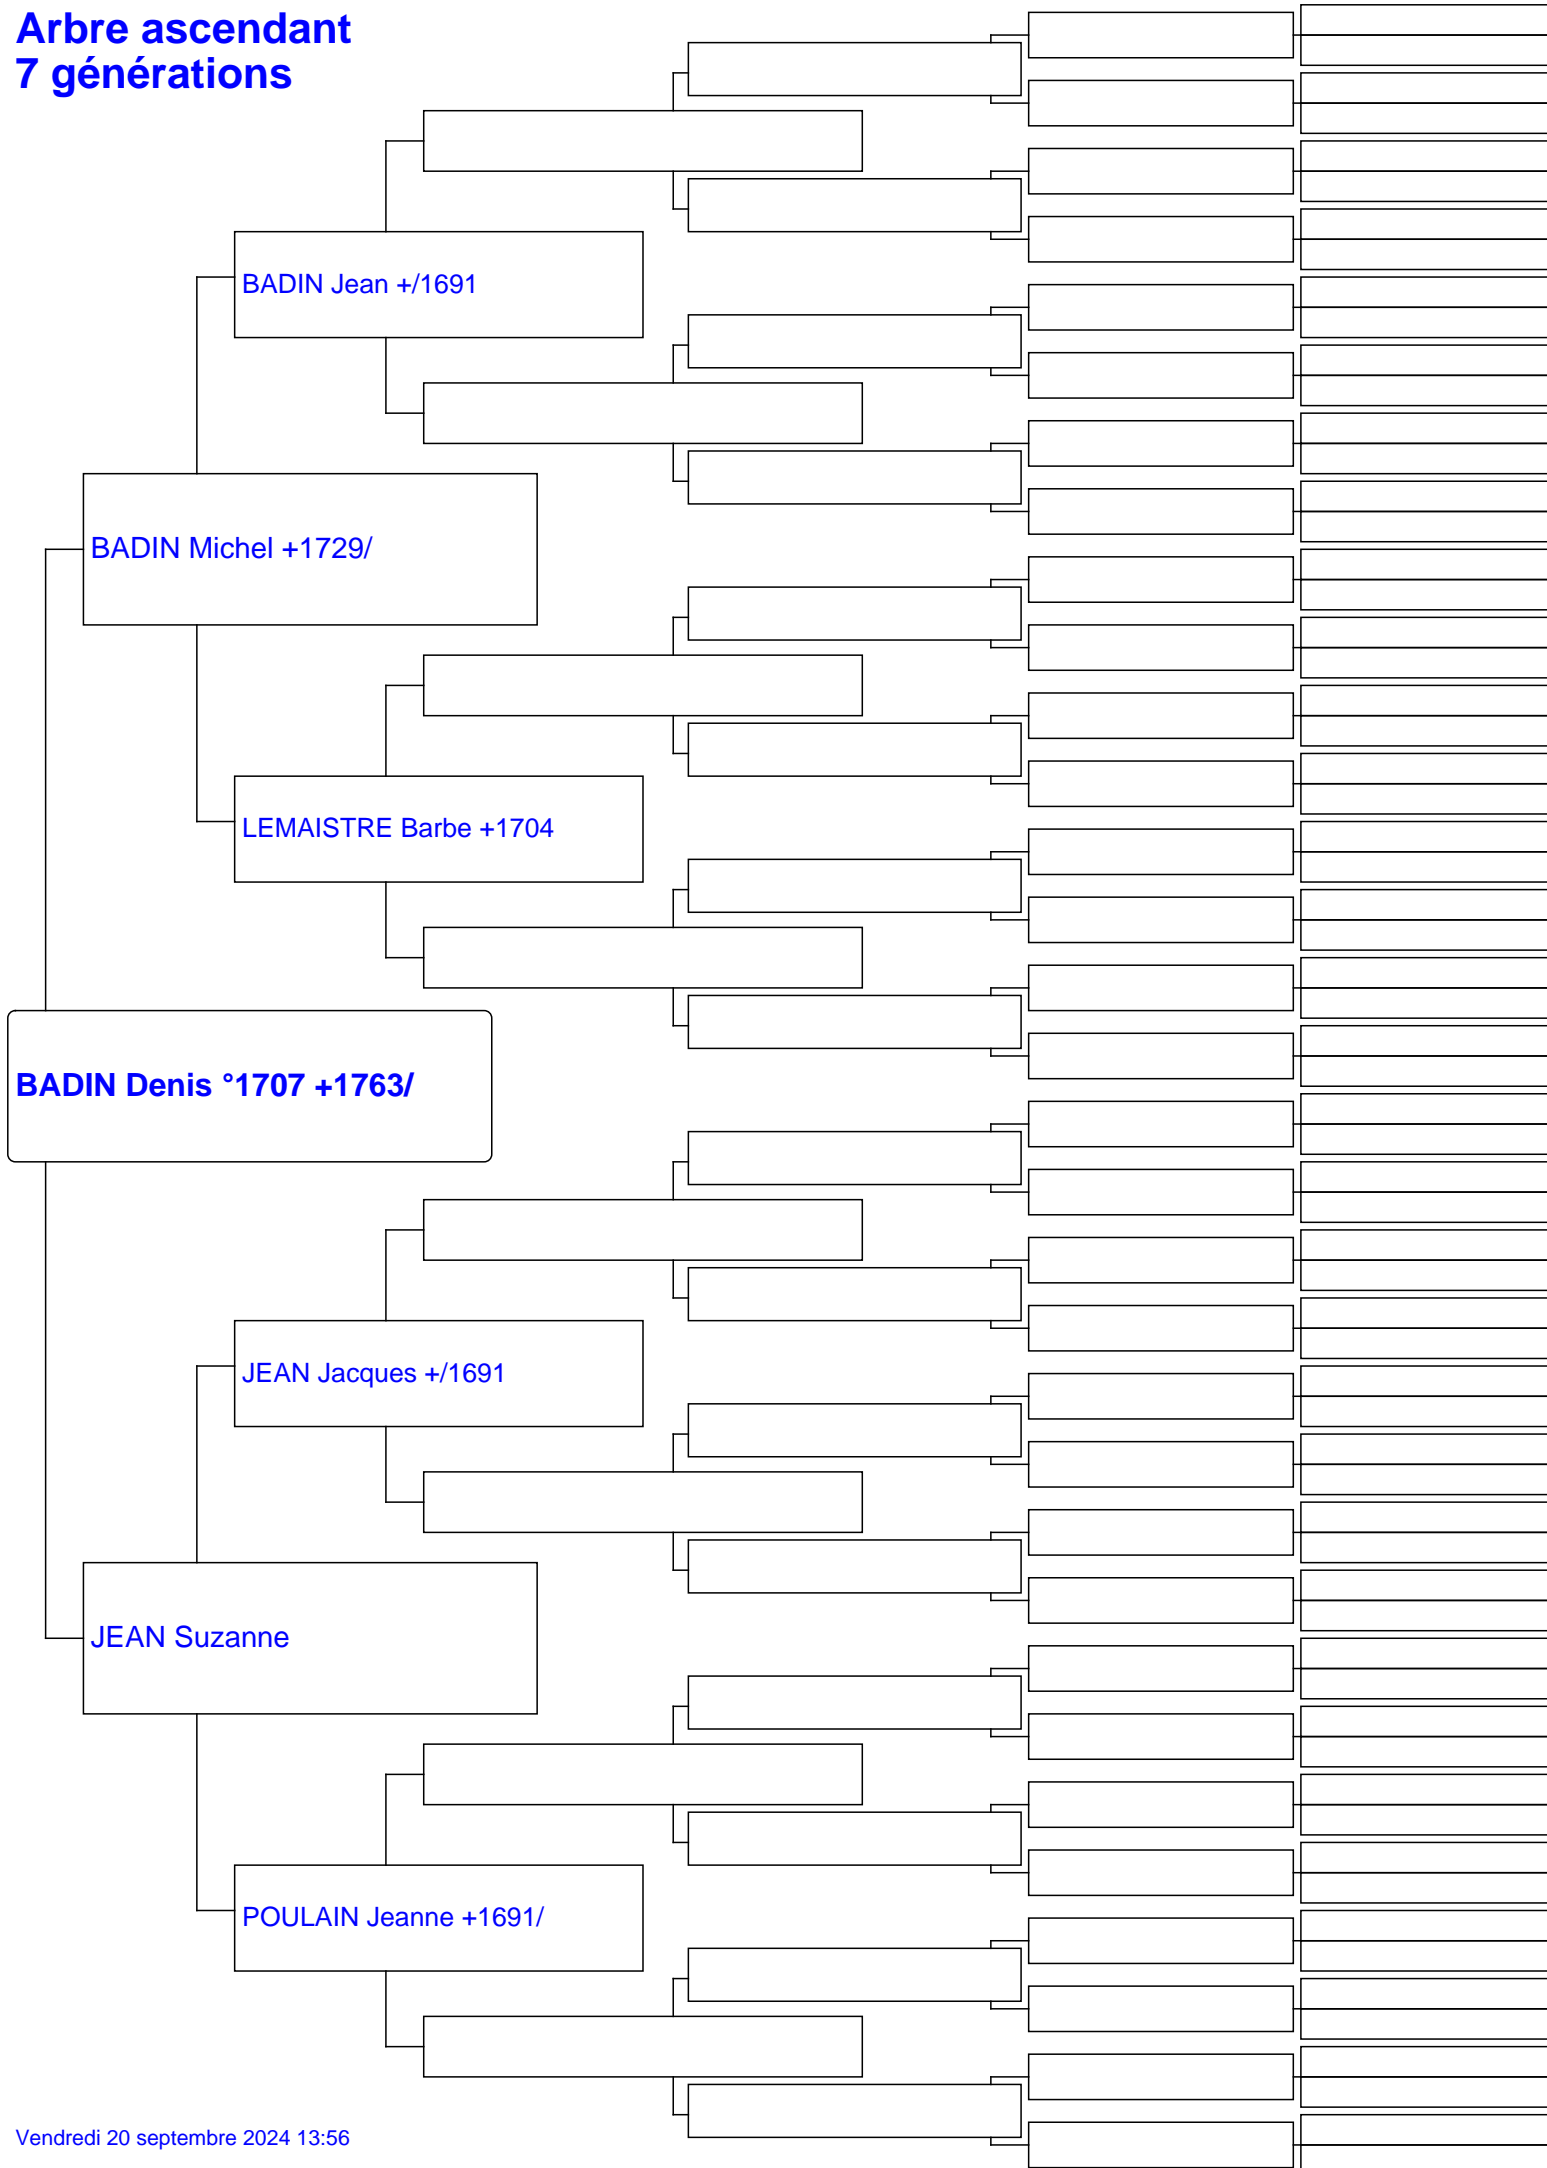 Arbre ascendant
7 générations
BADIN Jean +/1691
BADIN Michel +1729/
LEMAISTRE Barbe +1704
BADIN Denis °1707 +1763/
JEAN Jacques +/1691
JEAN Suzanne
POULAIN Jeanne +1691/
Vendredi 20 septembre 2024 13:56